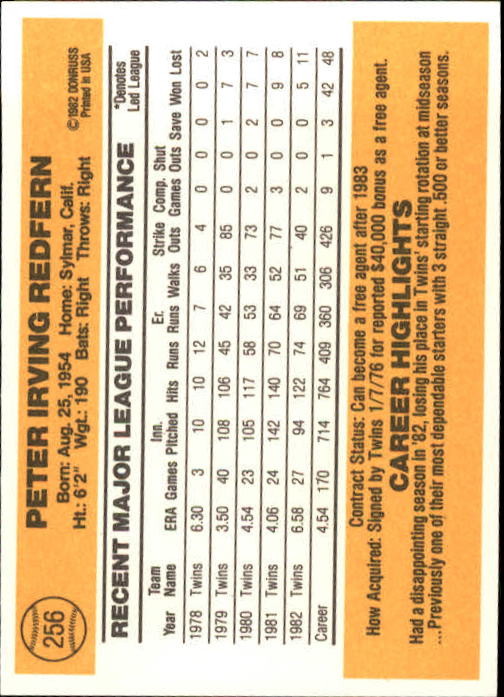 256
PETER IRVING REDFERN
Born: Aug. 25, 1954 Home: Sylmar, Calif.
Ht.: 6'2" Wgt.: 190 Bats: Right Throws: Right
©1982 DONRUSS
Printed in USA
RECENT MAJOR LEAGUE PERFORMANCE
*Denotes
Led League
Team Inn. Er. Strike Comp. Shut
Year Name ERA Games Pitched Hits Runs Runs Walks Outs Games Outs Save Won Lost
1978 Twins 6.30 3 10 10 12 7 6 4 0 0 0 0 2
1979 Twins 3.50 40 108 106 45 42 35 85 0 0 1 7 3
1980 Twins 4.54 23 105 117 58 53 33 73 2 0 2 7 7
1981 Twins 4.06 24 142 140 70 64 52 77 3 0 0 9 8
1982 Twins 6.58 27 94 122 74 69 51 40 2 0 0 5 11
Career 4.54 170 714 764 409 360 306 426 9 1 3 42 48
Contract Status: Can become a free agent after 1983
How Acquired: Signed by Twins 1/7/76 for reported $40,000 bonus as a free agent.
CAREER HIGHLIGHTS
Had a disappointing season in '82, losing his place in Twins' starting rotation at midseason
...Previously one of their most dependable starters with 3 straight .500 or better seasons.